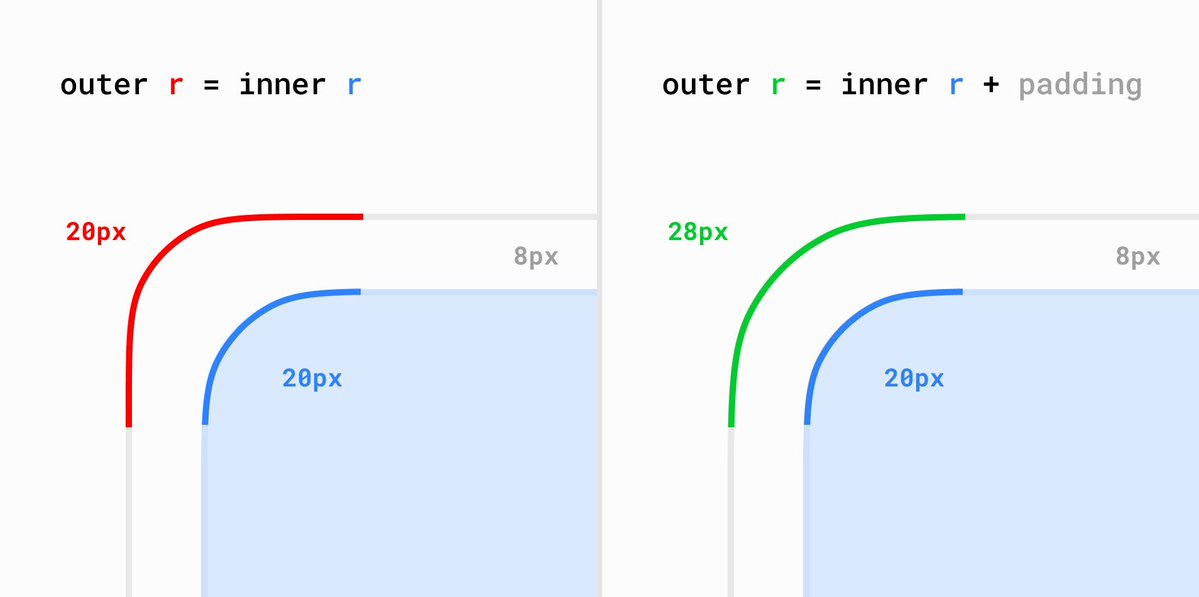 outer r = inner r
20px
8px
20px
outer r = inner r + padding
28px
8px
20px